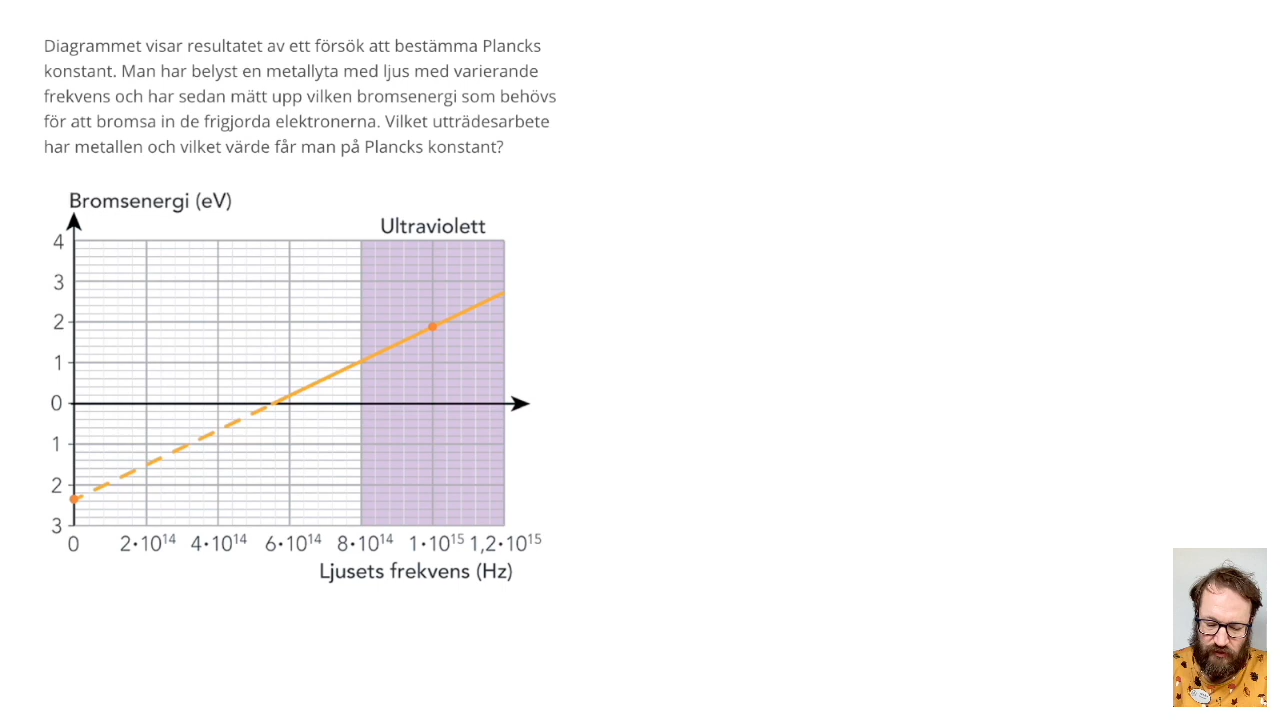 Diagrammet visar resultatet av ett försök att bestämma Plancks
konstant. Man har belyst en metallyta med ljus med varierande
frekvens och har sedan mätt upp vilken bromsenergi som behövs
för att bromsa in de frigjorda elektronerna. Vilket utträdesarbete
har metallen och vilket värde får man på Plancks konstant?
Bromsenergi (eV)
Ultraviolett
4
3
2
1
0
1
2
3
0 2·10¹⁴ 4·10¹⁴ 6·10¹⁴ 8·10¹⁴ 1·10¹⁵ 1,2·10¹⁵
Ljusets frekvens (Hz)